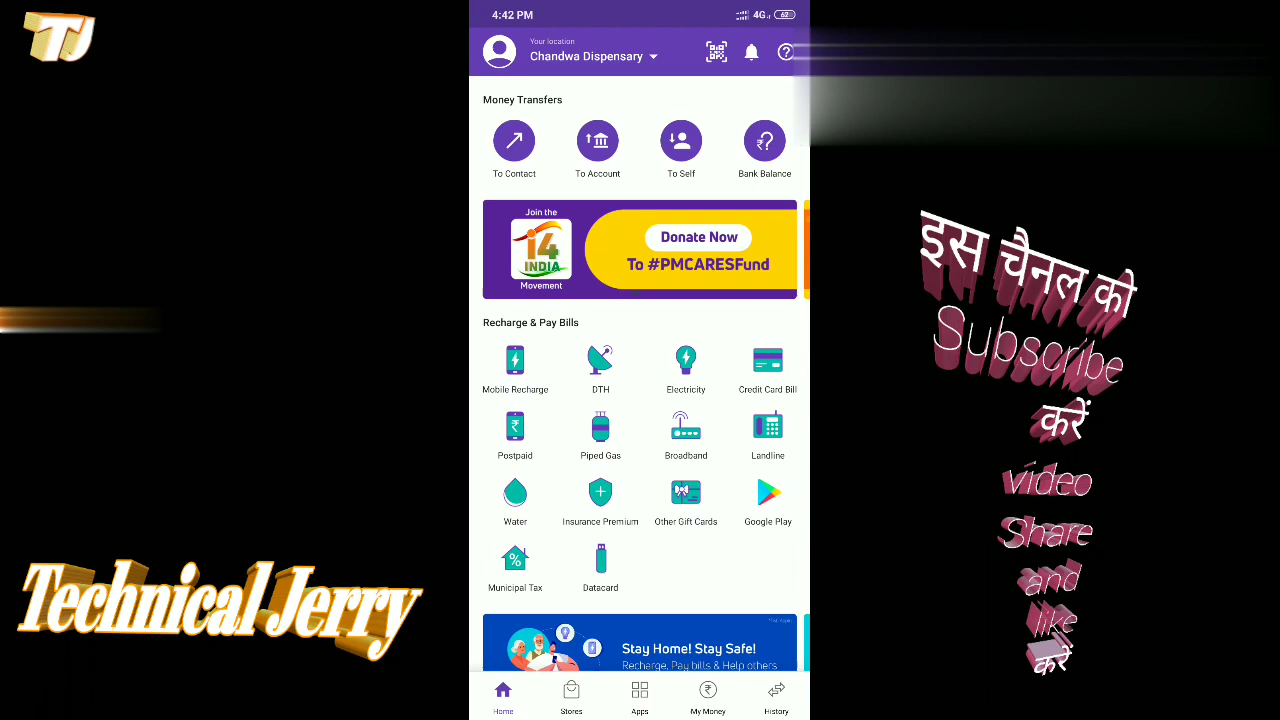 TJ
4:42 PM
4G
62
Your location
Chandwa Dispensary
Money Transfers
To Contact
To Account
To Self
Bank Balance
Join the
i4
INDIA
Movement
Donate Now
To #PMCARESFund
Recharge & Pay Bills
Mobile Recharge
DTH
Electricity
Credit Card Bill
Postpaid
Piped Gas
Broadband
Landline
Water
Insurance Premium
Other Gift Cards
Google Play
Municipal Tax
Datacard
Stay Home! Stay Safe!
Recharge, Pay bills & Help others
Home
Stores
Apps
My Money
History
Technical Jerry
इस चैनल को
Subscribe
करें
video
Share
and
like
करें